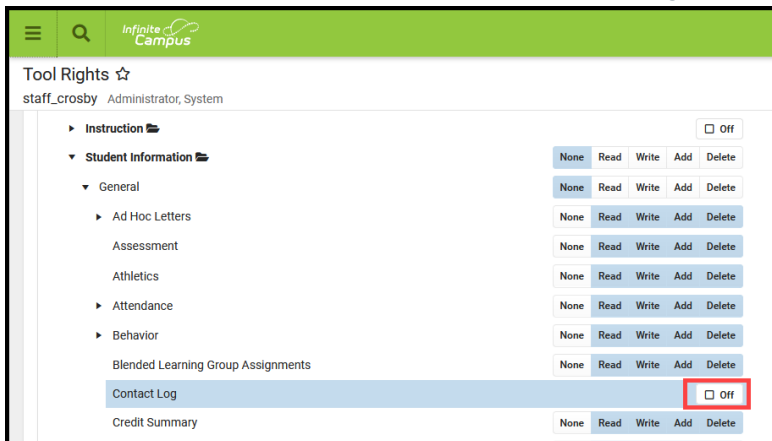 Infinite
Campus
Tool Rights
staff_crosby Administrator, System
Instruction Off
Student Information None Read Write Add Delete
General None Read Write Add Delete
Ad Hoc Letters None Read Write Add Delete
Assessment None Read Write Add Delete
Athletics None Read Write Add Delete
Attendance None Read Write Add Delete
Behavior None Read Write Add Delete
Blended Learning Group Assignments None Read Write Add Delete
Contact Log Off
Credit Summary None Read Write Add Delete